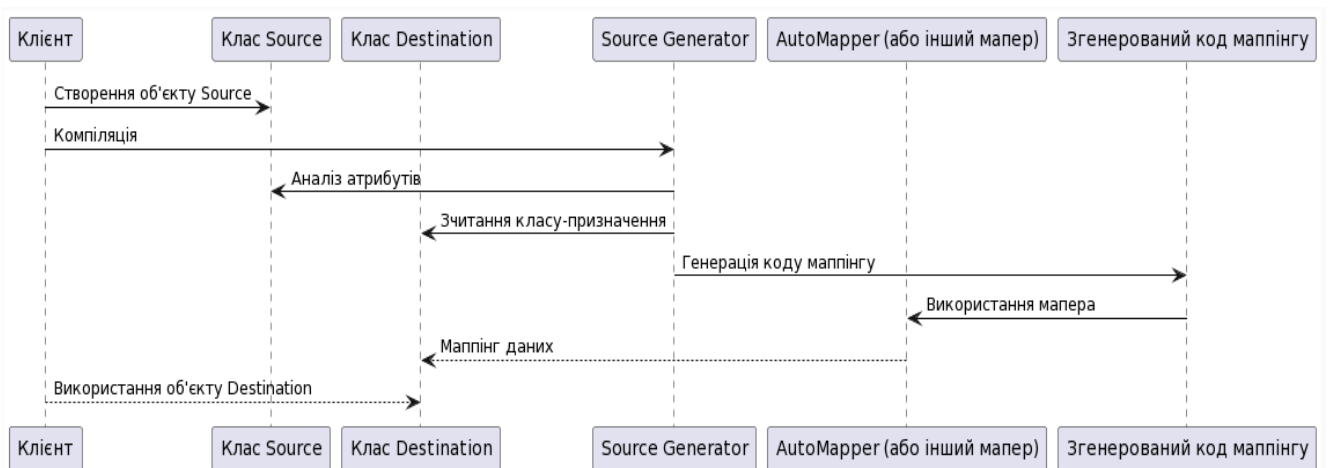 Клієнт
Клас Source
Клас Destination
Source Generator
AutoMapper (або інший мапер)
Згенерований код маппінгу
Створення об'єкту Source
Компіляція
Аналіз атрибутів
Зчитання класу-призначення
Генерація коду маппінгу
Використання мапера
Маппінг даних
Використання об'єкту Destination
Клієнт
Клас Source
Клас Destination
Source Generator
AutoMapper (або інший мапер)
Згенерований код маппінгу